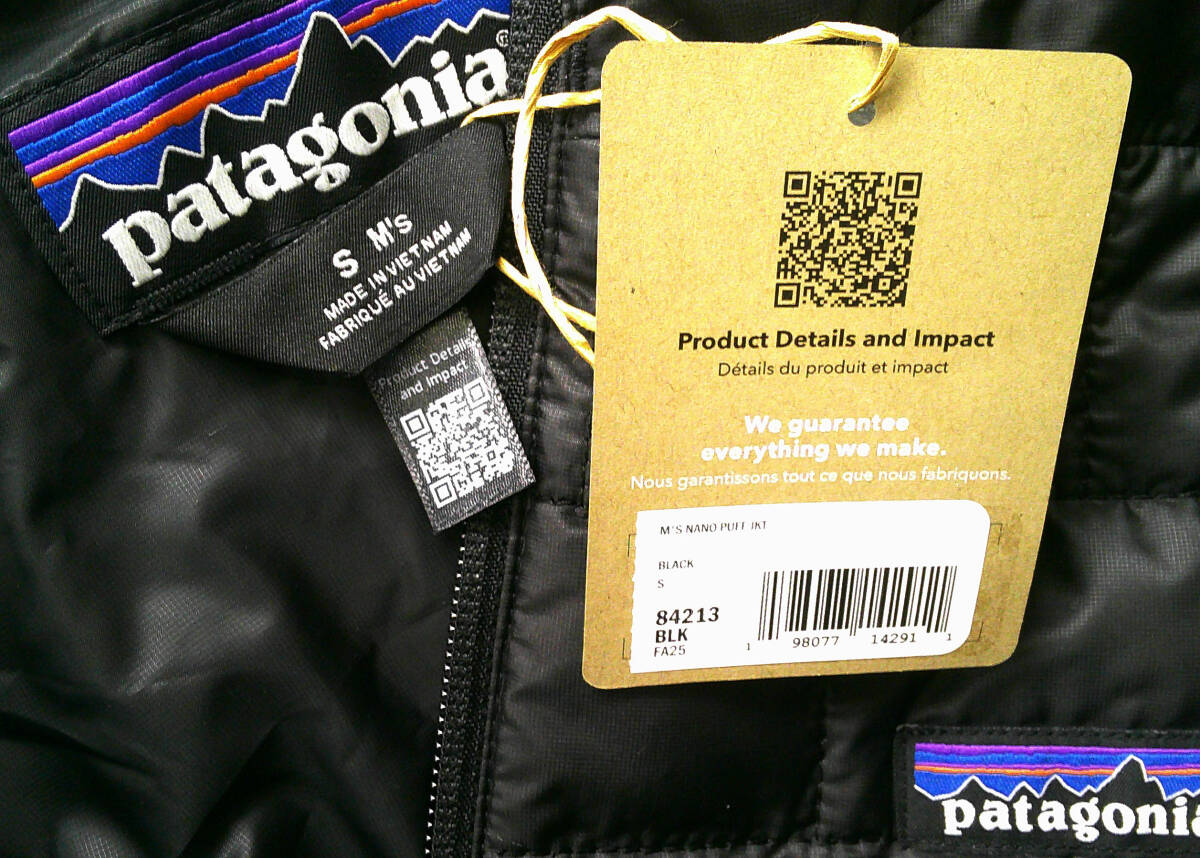 patagonia®
S M's
MADE IN VIETNAM
FABRIQUÉ AU VIETNAM
Product Details
and Impact
Product Details and Impact
Détails du produit et impact
We guarantee
everything we make.
Nous garantissons tout ce que nous fabriquons.
M'S NANO PUFF JKT
BLACK
S
84213
BLK
FA25
1 98077 14291 1
patagonia